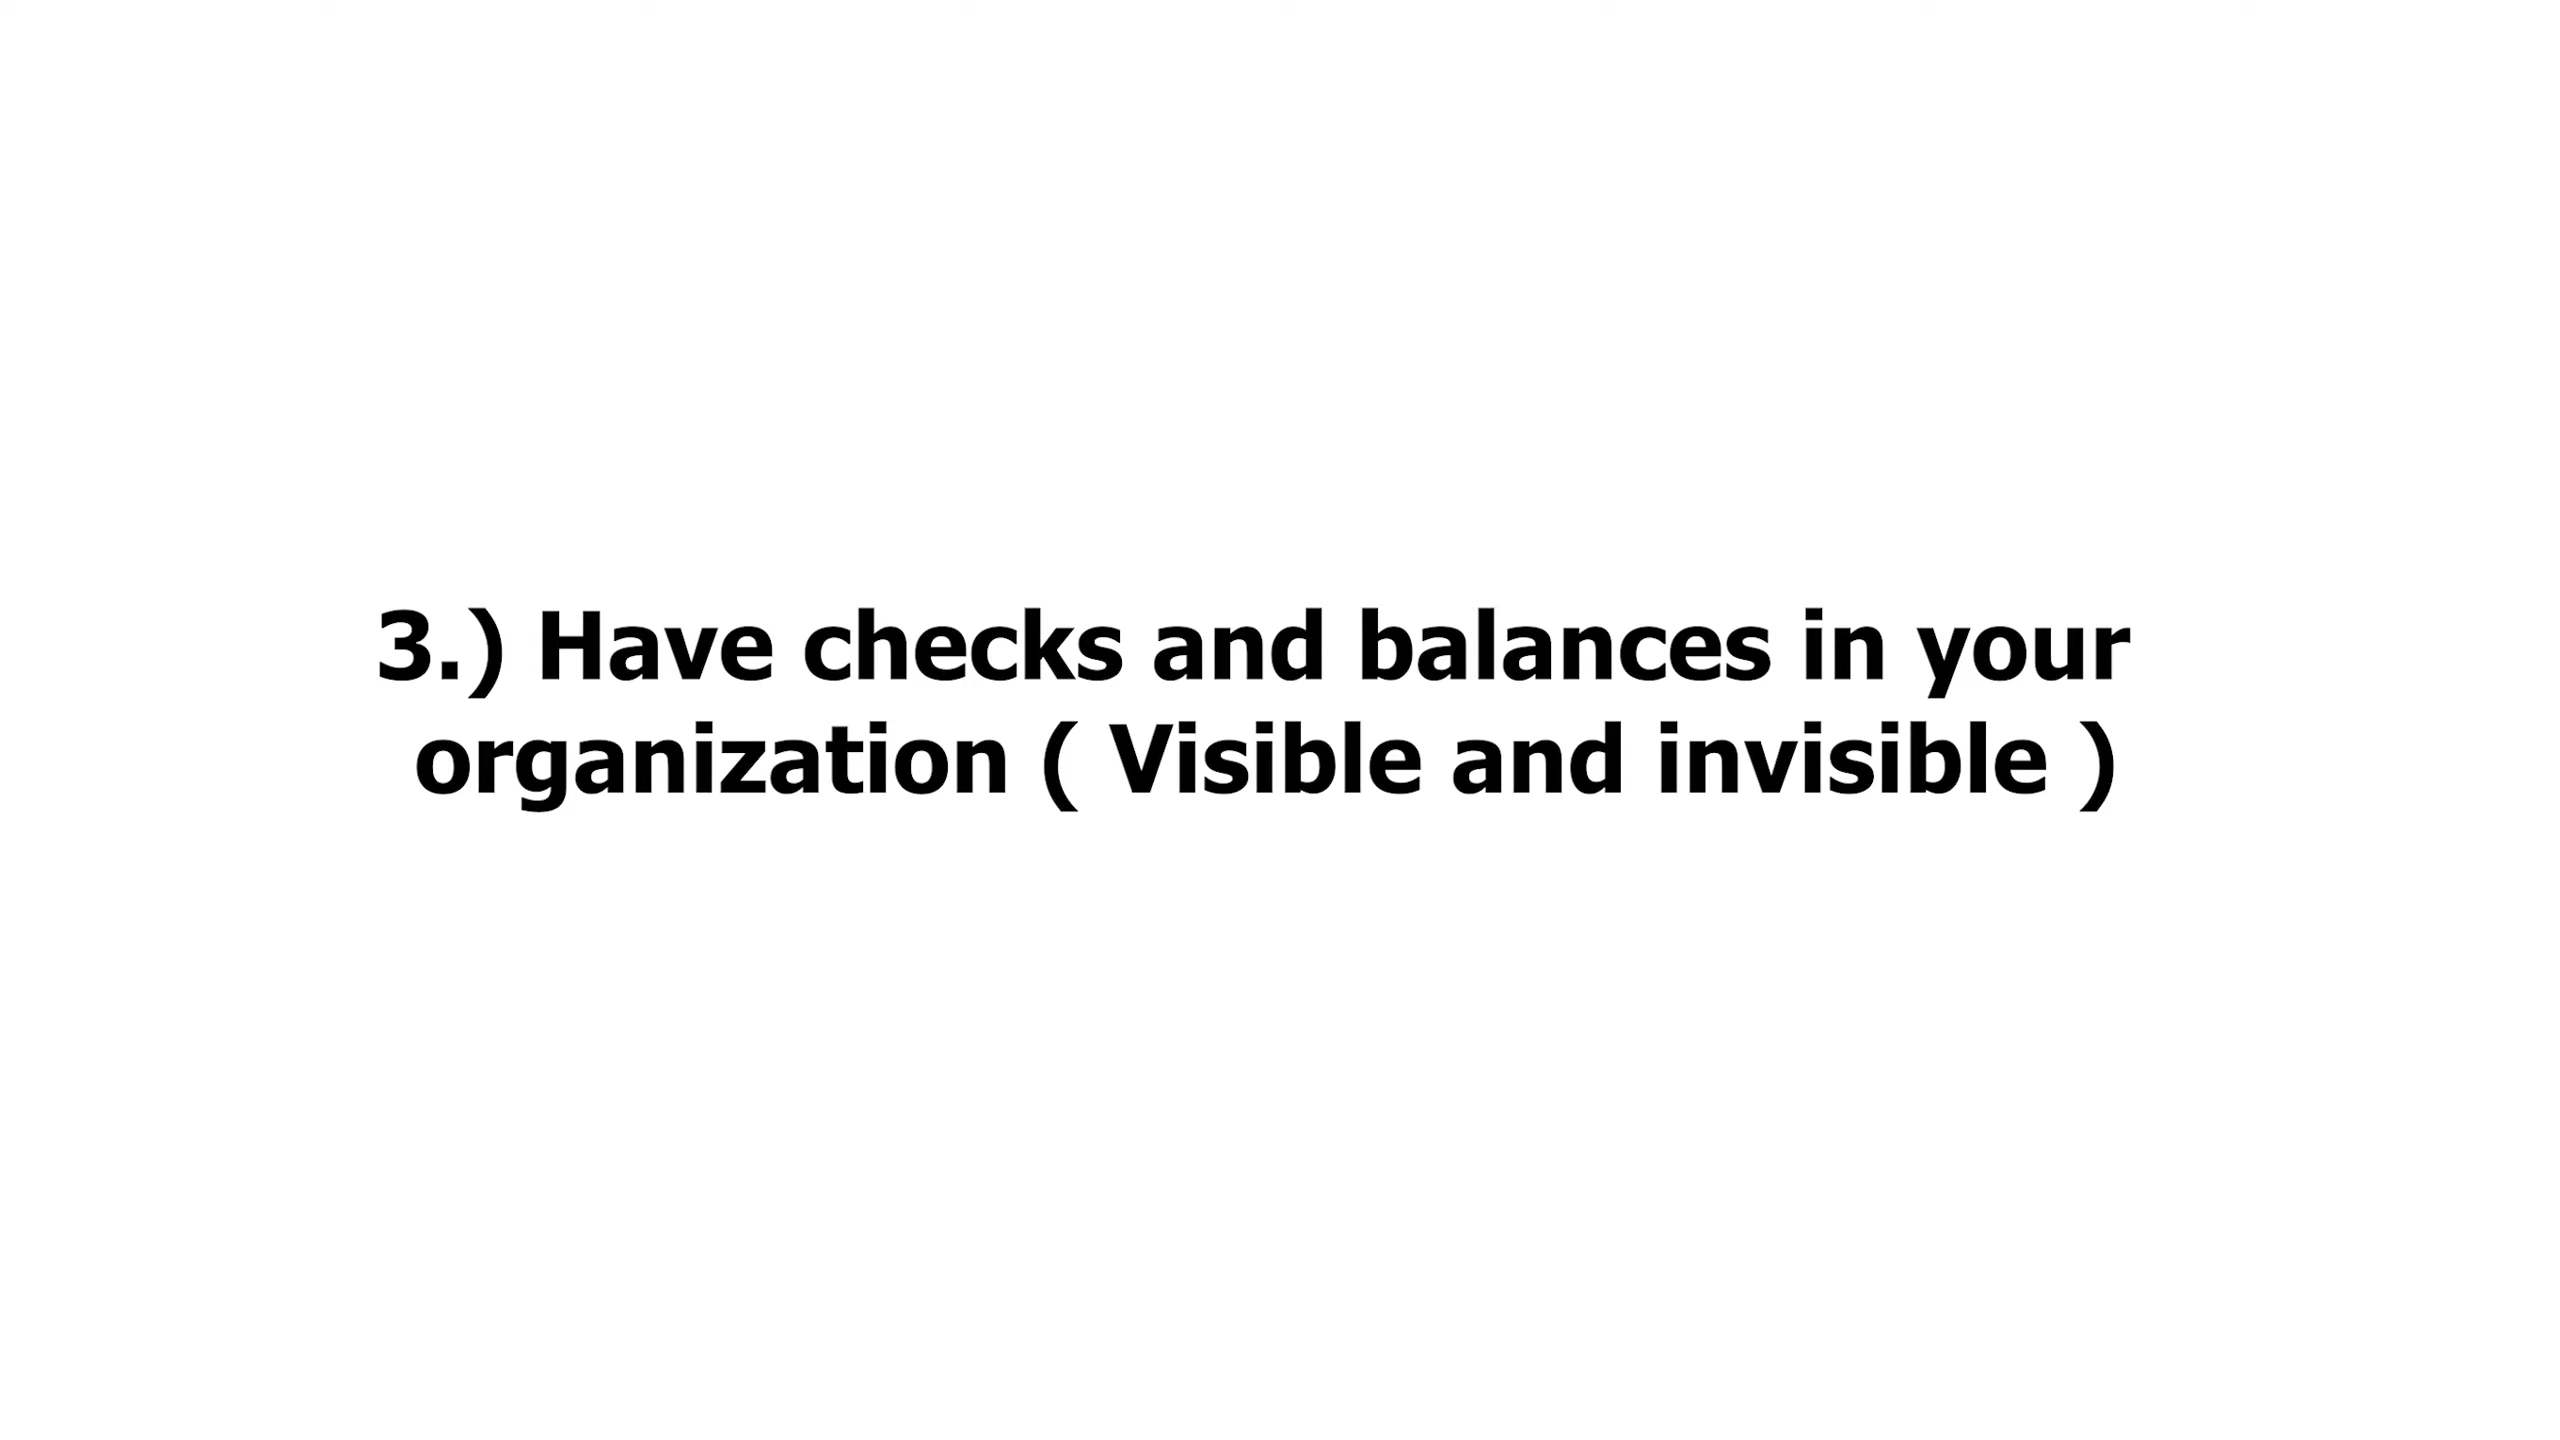 3.) Have checks and balances in your
organization ( Visible and invisible )